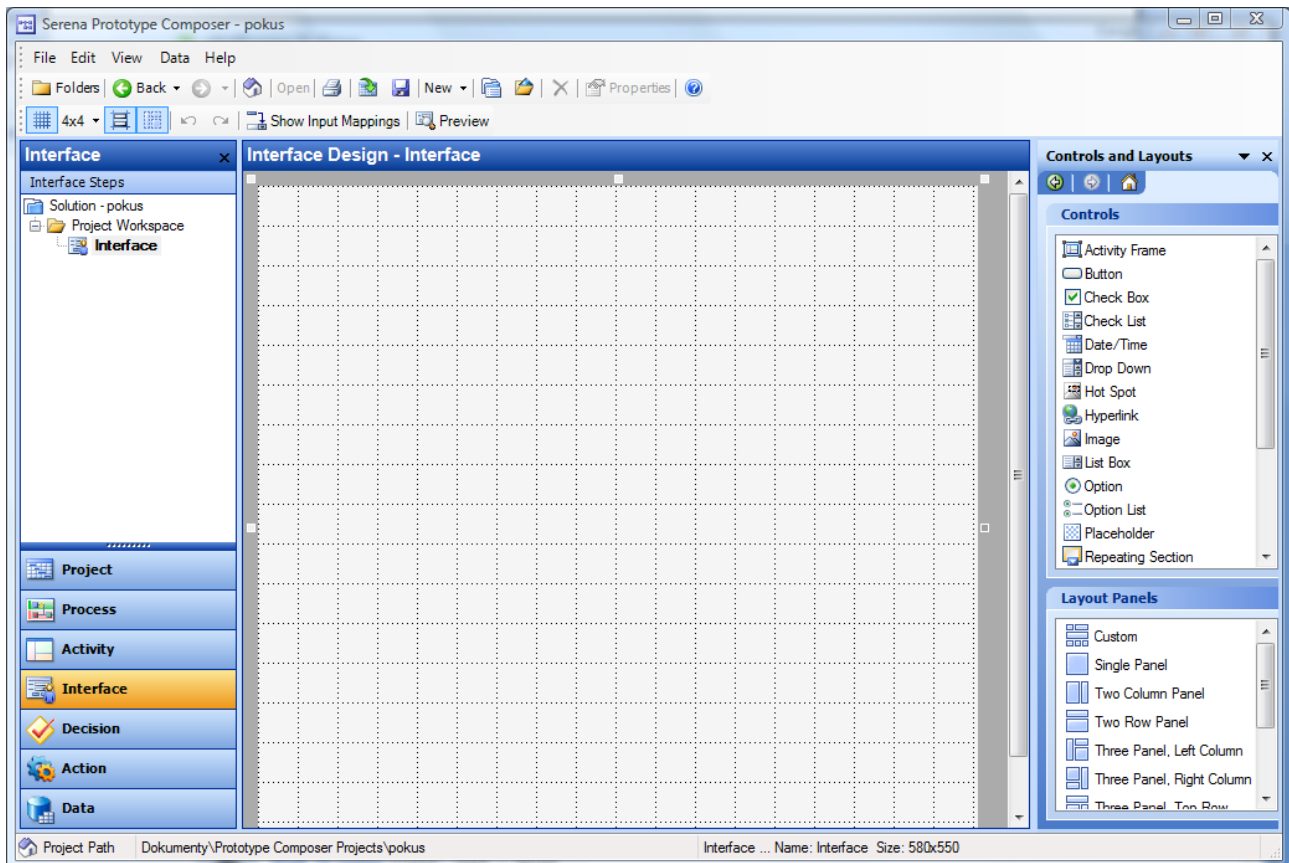 Serena Prototype Composer - pokus
File Edit View Data Help
Folders Back Open New Properties
4x4 Show Input Mappings Preview
Interface
Interface Steps
Solution - pokus
Project Workspace
Interface
Project
Process
Activity
Interface
Decision
Action
Data
Interface Design - Interface
Controls and Layouts
Controls
Activity Frame
Button
Check Box
Check List
Date/Time
Drop Down
Hot Spot
Hyperlink
Image
List Box
Option
Option List
Placeholder
Repeating Section
Layout Panels
Custom
Single Panel
Two Column Panel
Two Row Panel
Three Panel, Left Column
Three Panel, Right Column
Three Panel, Top Row
Project Path Dokumenty\Prototype Composer Projects\pokus Interface ... Name: Interface Size: 580x550